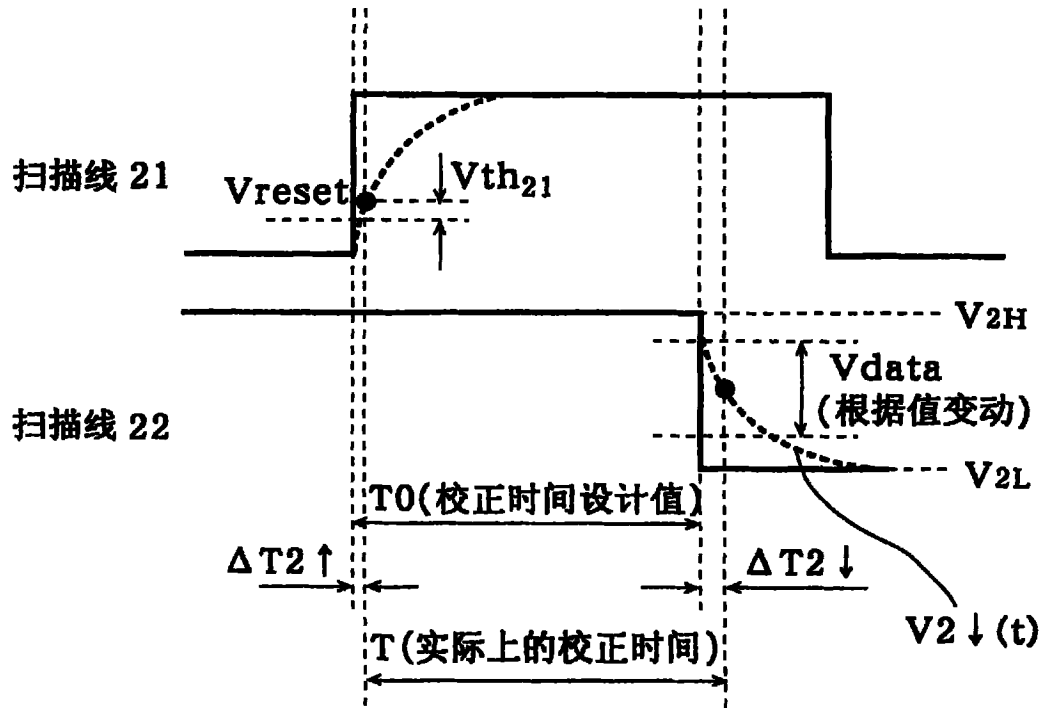 扫描线 21
Vreset
Vth21
V2H
Vdata
(根据值变动)
扫描线 22
V2L
T0(校正时间设计值)
ΔT2↑
ΔT2↓
V2↓(t)
T(实际上的校正时间)